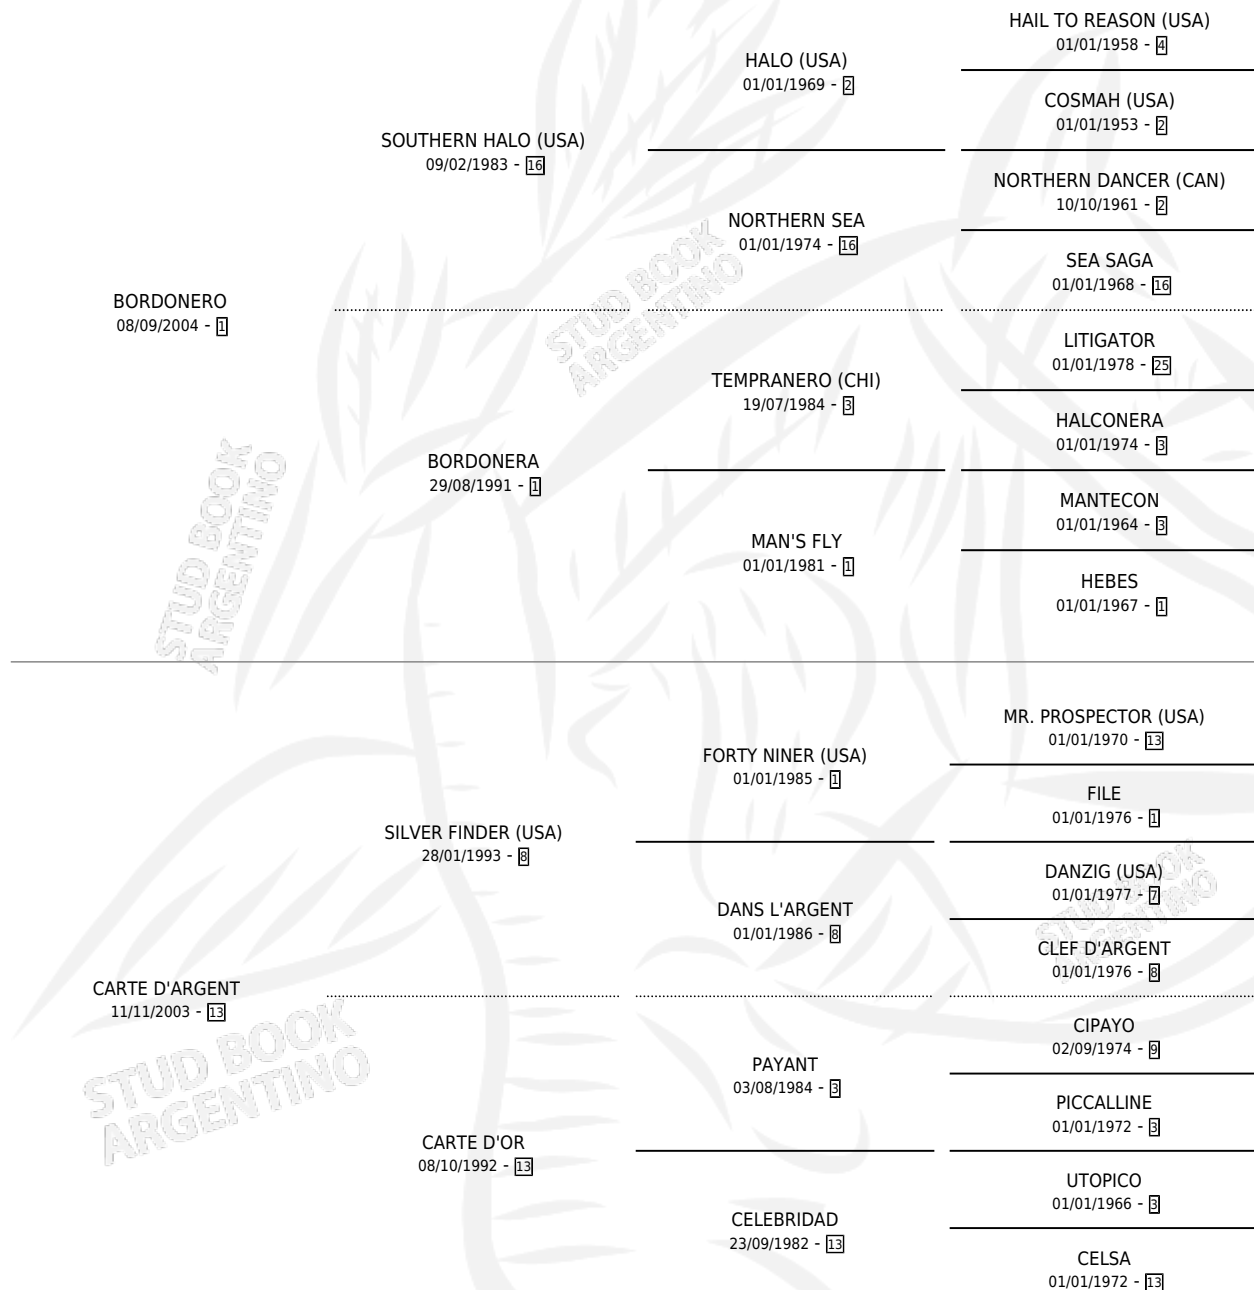 HAIL TO REASON (USA)
01/01/1958 - 4
HALO (USA)
01/01/1969 - 2
COSMAH (USA)
01/01/1953 - 2
SOUTHERN HALO (USA)
09/02/1983 - 16
NORTHERN DANCER (CAN)
10/10/1961 - 2
NORTHERN SEA
01/01/1974 - 16
SEA SAGA
01/01/1968 - 16
BORDONERO
08/09/2004 - 1
LITIGATOR
01/01/1978 - 25
TEMPRANERO (CHI)
19/07/1984 - 3
HALCONERA
01/01/1974 - 3
BORDONERA
29/08/1991 - 1
MANTECON
01/01/1964 - 3
MAN'S FLY
01/01/1981 - 1
HEBES
01/01/1967 - 1
MR. PROSPECTOR (USA)
01/01/1970 - 13
FORTY NINER (USA)
01/01/1985 - 1
FILE
01/01/1976 - 1
SILVER FINDER (USA)
28/01/1993 - 8
DANZIG (USA)
01/01/1977 - 7
DANS L'ARGENT
01/01/1986 - 8
CLEF D'ARGENT
01/01/1976 - 8
CARTE D'ARGENT
11/11/2003 - 13
CIPAYO
02/09/1974 - 9
PAYANT
03/08/1984 - 3
PICCALLINE
01/01/1972 - 3
CARTE D'OR
08/10/1992 - 13
UTOPICO
01/01/1966 - 3
CELEBRIDAD
23/09/1982 - 13
CELSA
01/01/1972 - 13
STUD BOOK
ARGENTINO
STUD BOOK
ARGENTINO
STUD BOOK
ARGENTINO
STUD BOOK
ARGENTINO